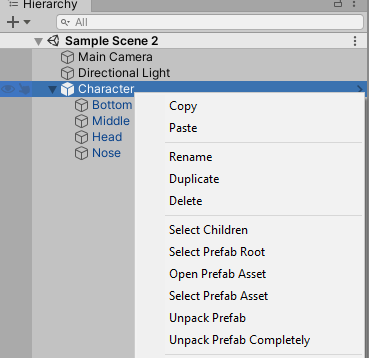 Hierarchy
All
Sample Scene 2
Main Camera
Directional Light
Character
Bottom
Middle
Head
Nose
Copy
Paste
Rename
Duplicate
Delete
Select Children
Select Prefab Root
Open Prefab Asset
Select Prefab Asset
Unpack Prefab
Unpack Prefab Completely